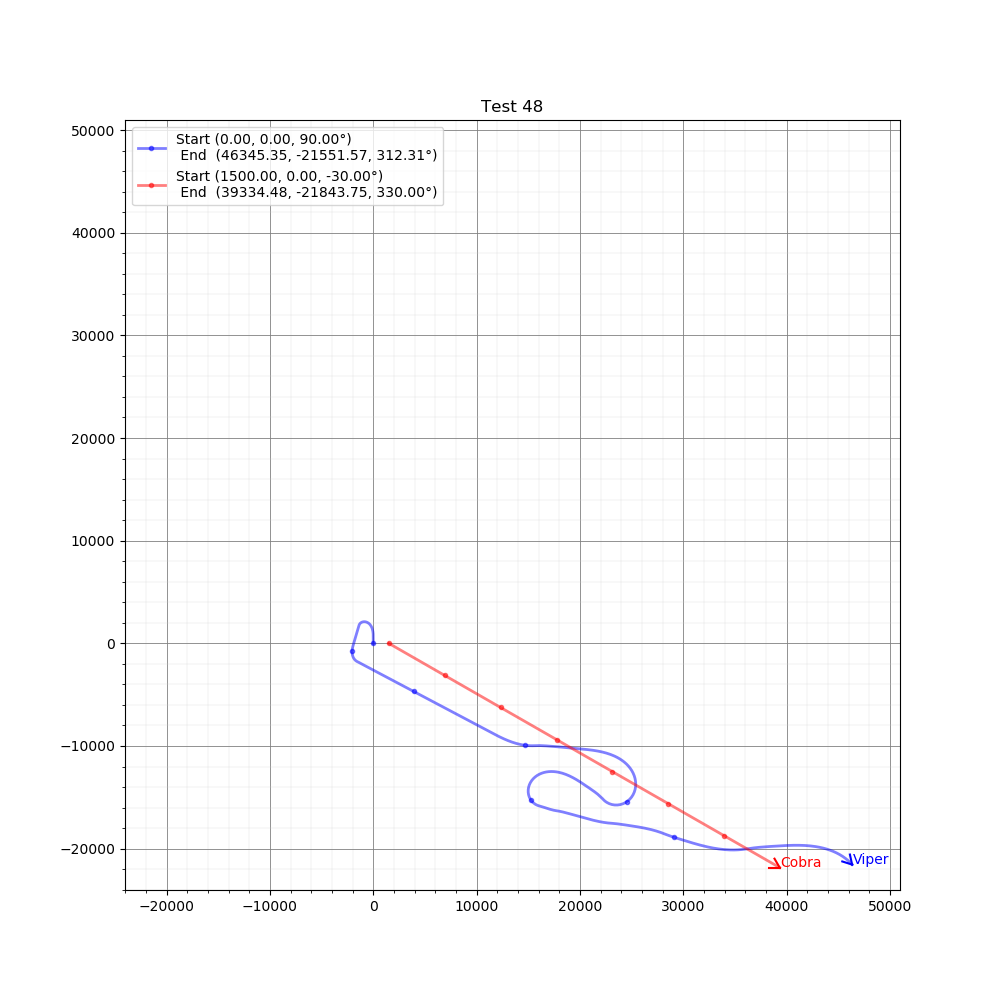 Test 48
Start (0.00, 0.00, 90.00°)
End (46345.35, -21551.57, 312.31°)
Start (1500.00, 0.00, -30.00°)
End (39334.48, -21843.75, 330.00°)
50000
40000
30000
20000
10000
0
−10000
−20000
Cobra
Viper
−20000 −10000 0 10000 20000 30000 40000 50000